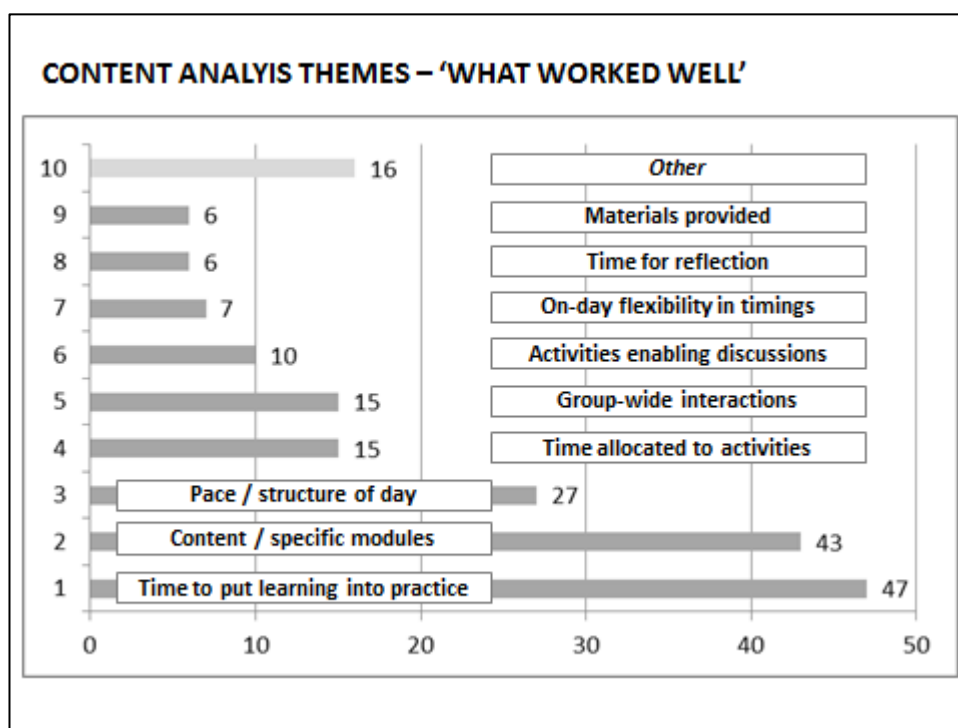 CONTENT ANALYIS THEMES – ‘WHAT WORKED WELL’
10 16 Other
9 6 Materials provided
8 6 Time for reflection
7 7 On-day flexibility in timings
6 10 Activities enabling discussions
5 15 Group-wide interactions
4 15 Time allocated to activities
3 Pace / structure of day 27
2 Content / specific modules 43
1 Time to put learning into practice 47
0 10 20 30 40 50